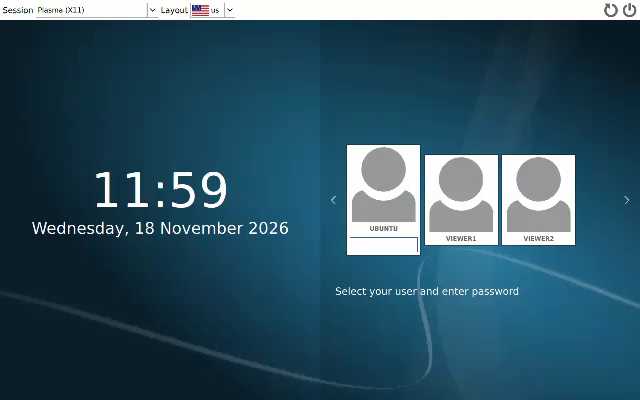 Session Plasma (X11) Layout us
11:59
Wednesday, 18 November 2026
UBUNTU
VIEWER1 VIEWER2
Select your user and enter password